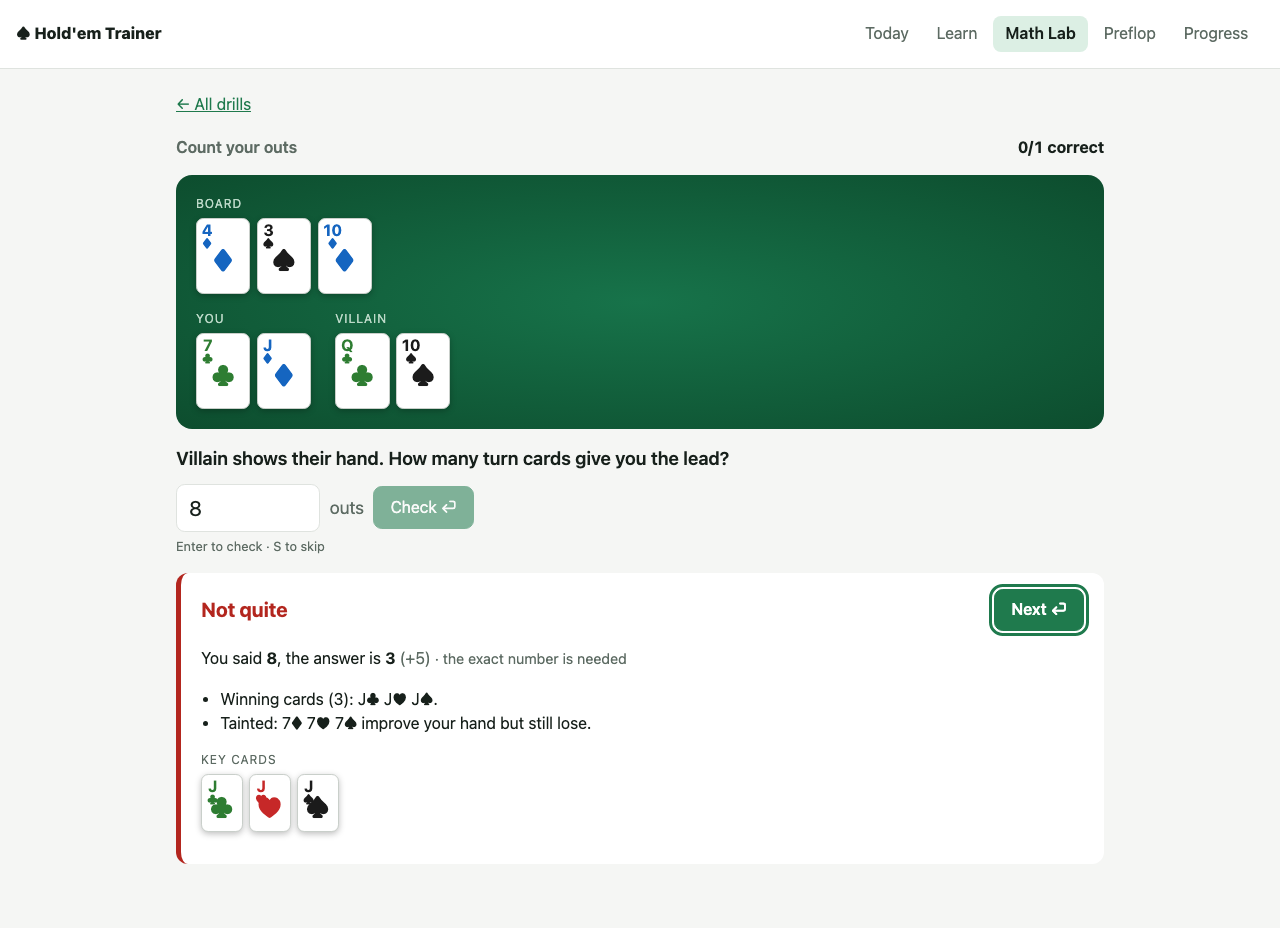 ♠ Hold'em Trainer Today Learn Math Lab Preflop Progress
← All drills
Count your outs 0/1 correct
BOARD
4♦ 3♠ 10♦
YOU VILLAIN
7♣ J♦ Q♣ 10♠
Villain shows their hand. How many turn cards give you the lead?
8 outs Check ⏎
Enter to check · S to skip
Not quite Next ⏎
You said 8, the answer is 3 (+5) · the exact number is needed
• Winning cards (3): J♣ J♥ J♠.
• Tainted: 7♦ 7♥ 7♠ improve your hand but still lose.
KEY CARDS
J♣ J♥ J♠